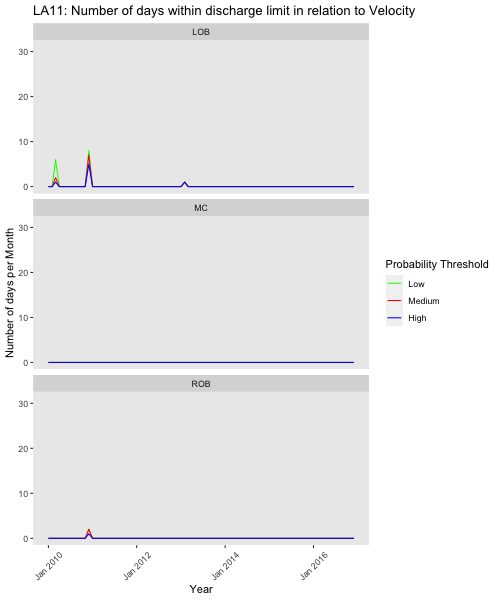 LA11: Number of days within discharge limit in relation to Velocity
LOB
30
20
10
0
MC
30
20
10
0
ROB
30
20
10
0
Number of days per Month
Jan 2010
Jan 2012
Jan 2014
Jan 2016
Year
Probability Threshold
Low
Medium
High